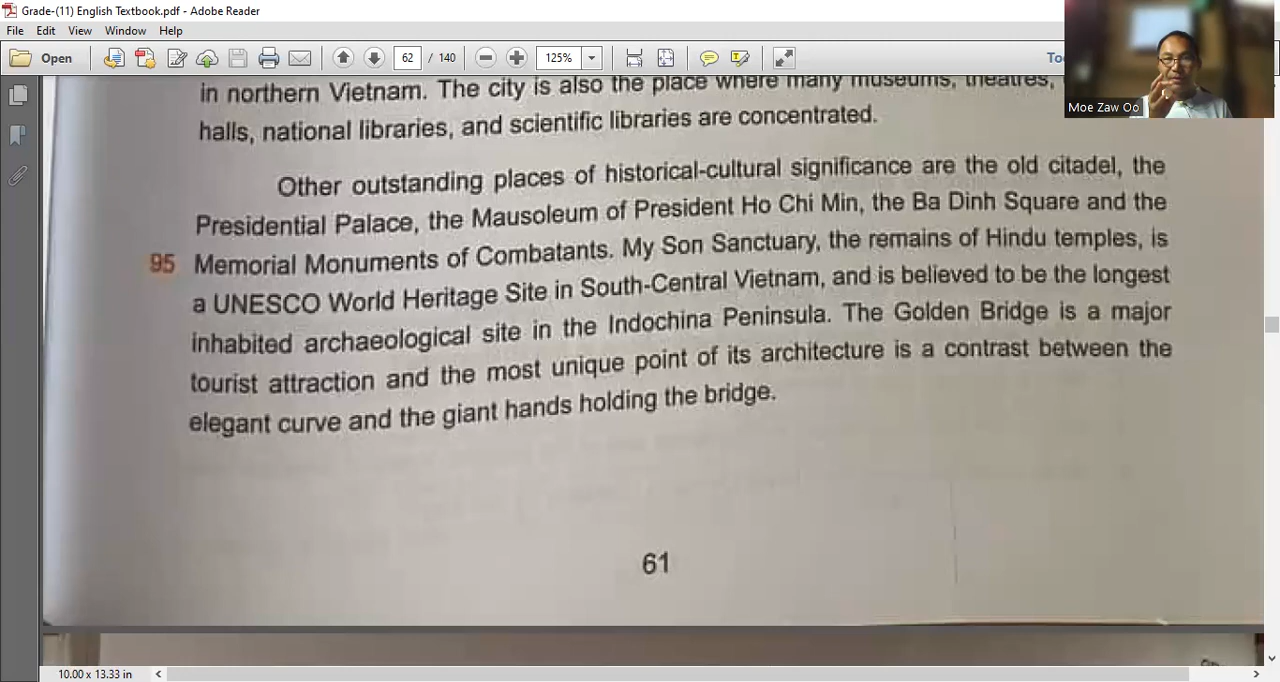 Grade-(11) English Textbook.pdf - Adobe Reader
File Edit View Window Help
Open 62 / 140 125%
Moe Zaw Oo
in northern Vietnam. The city is also the place where many museums, theatres,
halls, national libraries, and scientific libraries are concentrated.
Other outstanding places of historical-cultural significance are the old citadel, the
Presidential Palace, the Mausoleum of President Ho Chi Min, the Ba Dinh Square and the
95 Memorial Monuments of Combatants. My Son Sanctuary, the remains of Hindu temples, is
a UNESCO World Heritage Site in South-Central Vietnam, and is believed to be the longest
inhabited archaeological site in the Indochina Peninsula. The Golden Bridge is a major
tourist attraction and the most unique point of its architecture is a contrast between the
elegant curve and the giant hands holding the bridge.
61
10.00 x 13.33 in